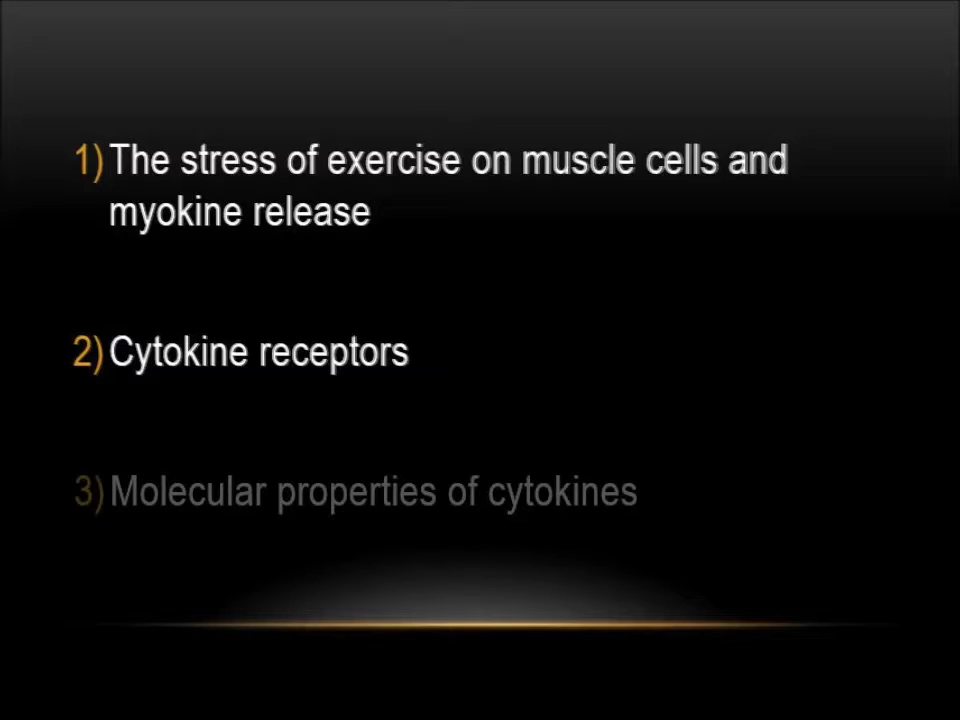 1) The stress of exercise on muscle cells and
myokine release
2) Cytokine receptors
3) Molecular properties of cytokines